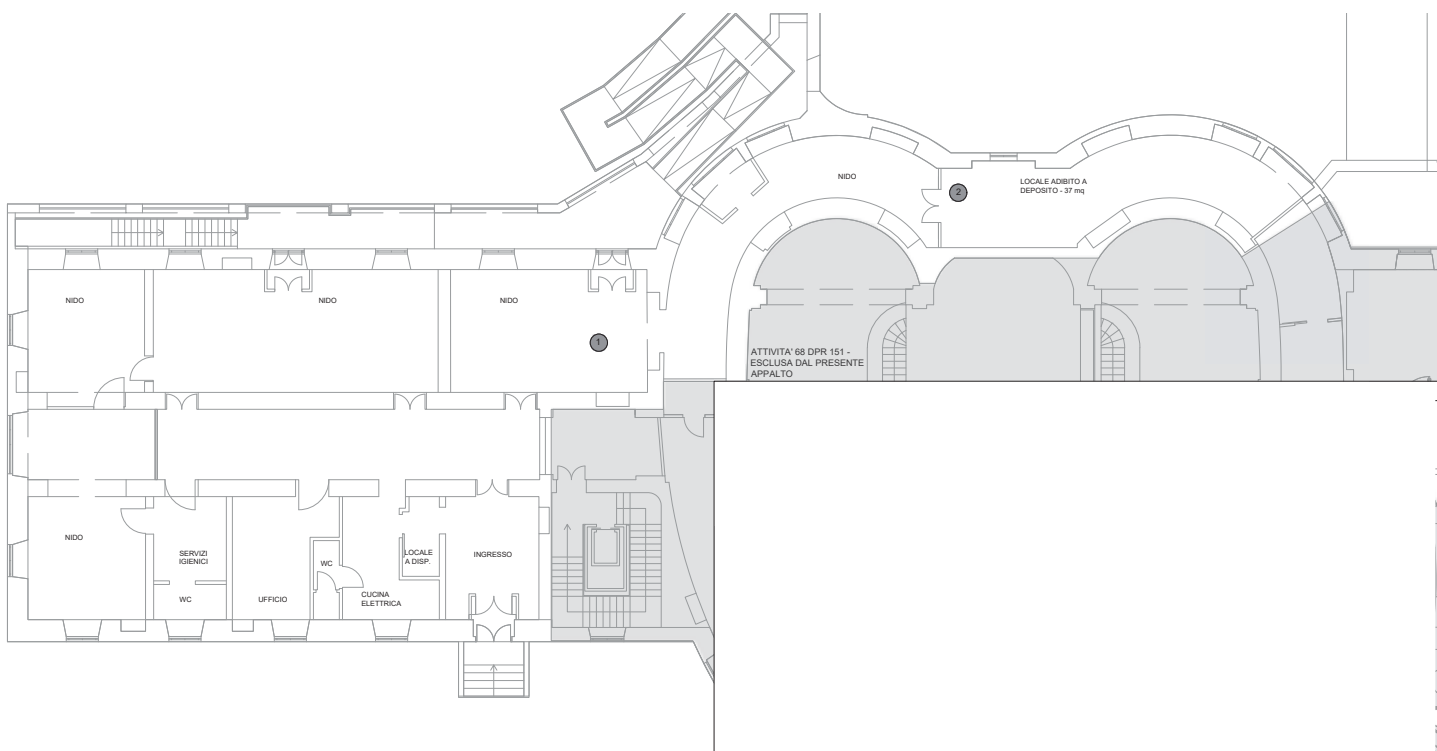 NIDO
2
LOCALE ADIBITO A
DEPOSITO - 37 mq
NIDO
NIDO
NIDO
1
ATTIVITA' 68 DPR 151 -
ESCLUSA DAL PRESENTE
APPALTO
NIDO
SERVIZI
IGIENICI
WC
UFFICIO
WC
CUCINA
ELETTRICA
LOCALE
A DISP.
INGRESSO